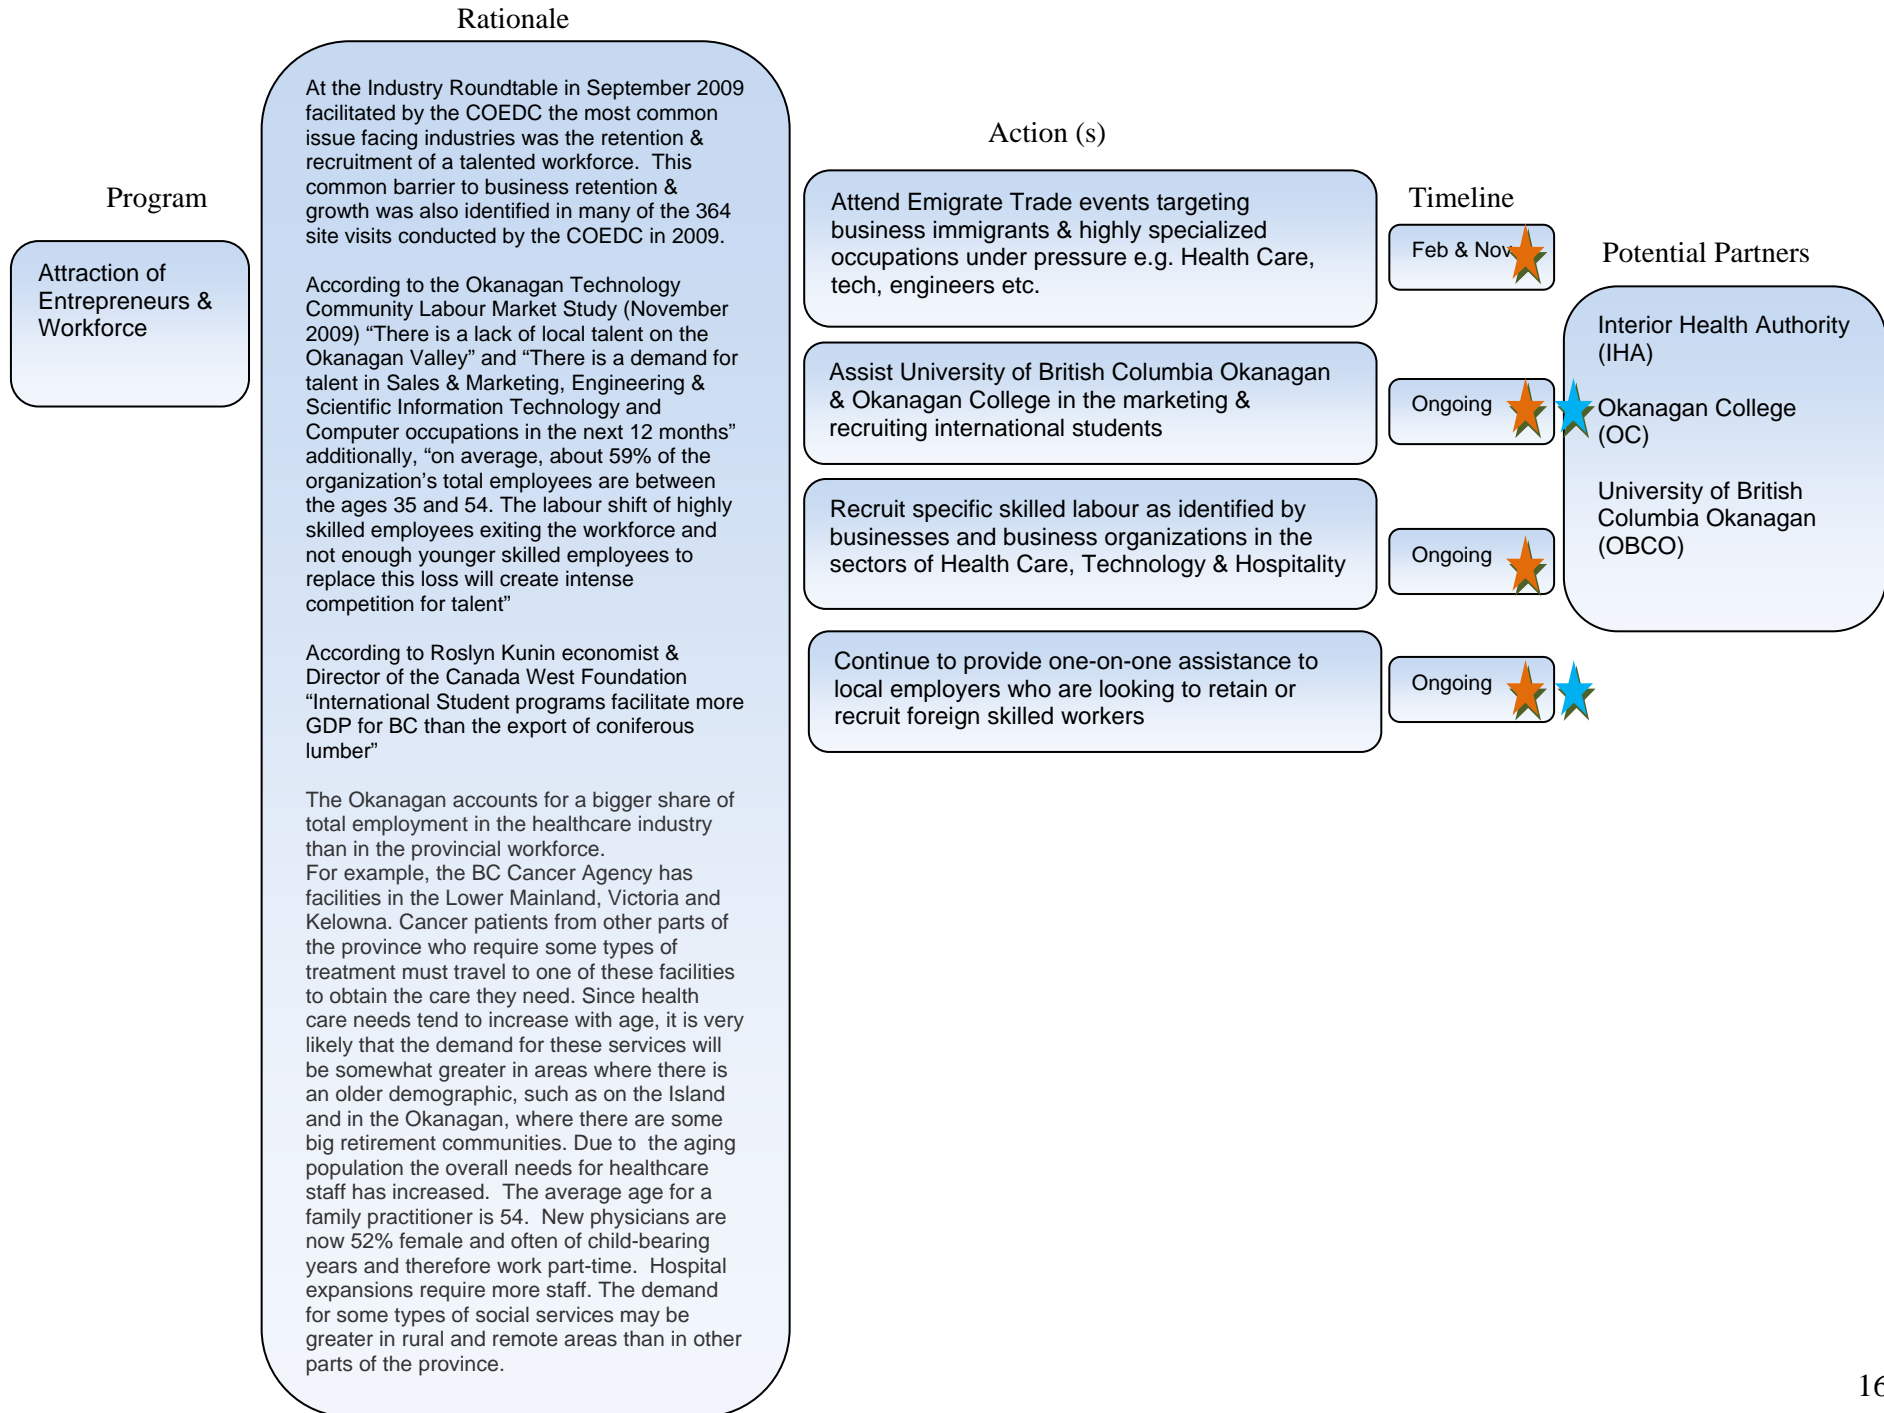 Program
Attraction of
Entrepreneurs &
Workforce
Rationale
At the Industry Roundtable in September 2009
facilitated by the COEDC the most common
issue facing industries was the retention &
recruitment of a talented workforce.  This
common barrier to business retention &
growth was also identified in many of the 364
site visits conducted by the COEDC in 2009.
According to the Okanagan Technology
Community Labour Market Study (November
2009) “There is a lack of local talent on the
Okanagan Valley” and “There is a demand for
talent in Sales & Marketing, Engineering &
Scientific Information Technology and
Computer occupations in the next 12 months”
additionally, “on average, about 59% of the
organization’s total employees are between
the ages 35 and 54. The labour shift of highly
skilled employees exiting the workforce and
not enough younger skilled employees to
replace this loss will create intense
competition for talent”
According to Roslyn Kunin economist &
Director of the Canada West Foundation
“International Student programs facilitate more
GDP for BC than the export of coniferous
lumber”
The Okanagan accounts for a bigger share of
total employment in the healthcare industry
than in the provincial workforce.
For example, the BC Cancer Agency has
facilities in the Lower Mainland, Victoria and
Kelowna. Cancer patients from other parts of
the province who require some types of
treatment must travel to one of these facilities
to obtain the care they need. Since health
care needs tend to increase with age, it is very
likely that the demand for these services will
be somewhat greater in areas where there is
an older demographic, such as on the Island
and in the Okanagan, where there are some
big retirement communities. Due to  the aging
population the overall needs for healthcare
staff has increased.  The average age for a
family practitioner is 54.  New physicians are
now 52% female and often of child-bearing
years and therefore work part-time.  Hospital
expansions require more staff. The demand
for some types of social services may be
greater in rural and remote areas than in other
parts of the province.
Action (s)
Attend Emigrate Trade events targeting
business immigrants & highly specialized
occupations under pressure e.g. Health Care,
tech, engineers etc.
Assist University of British Columbia Okanagan
& Okanagan College in the marketing &
recruiting international students
Recruit specific skilled labour as identified by
businesses and business organizations in the
sectors of Health Care, Technology & Hospitality
Continue to provide one-on-one assistance to
local employers who are looking to retain or
recruit foreign skilled workers
Timeline
Feb & Nov
Ongoing
Ongoing
Ongoing
Potential Partners
Interior Health Authority
(IHA)
Okanagan College
(OC)
University of British
Columbia Okanagan
(OBCO)
16